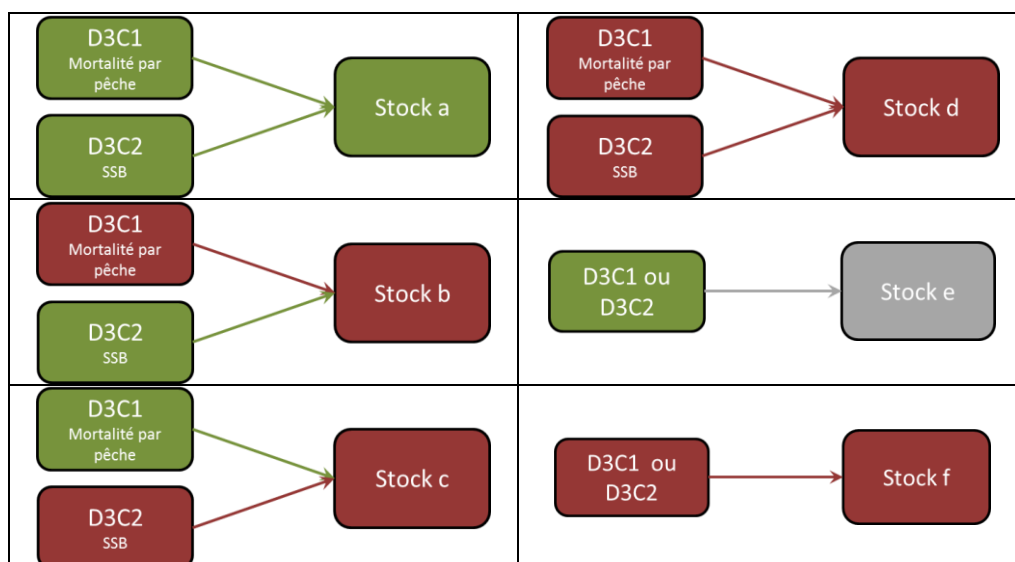 D3C1
Mortalité par
pêche
D3C2
SSB
Stock a
D3C1
Mortalité par
pêche
D3C2
SSB
Stock d
D3C1
Mortalité par
pêche
D3C2
SSB
Stock b
D3C1 ou
D3C2
Stock e
D3C1
Mortalité par
pêche
D3C2
SSB
Stock c
D3C1 ou
D3C2
Stock f